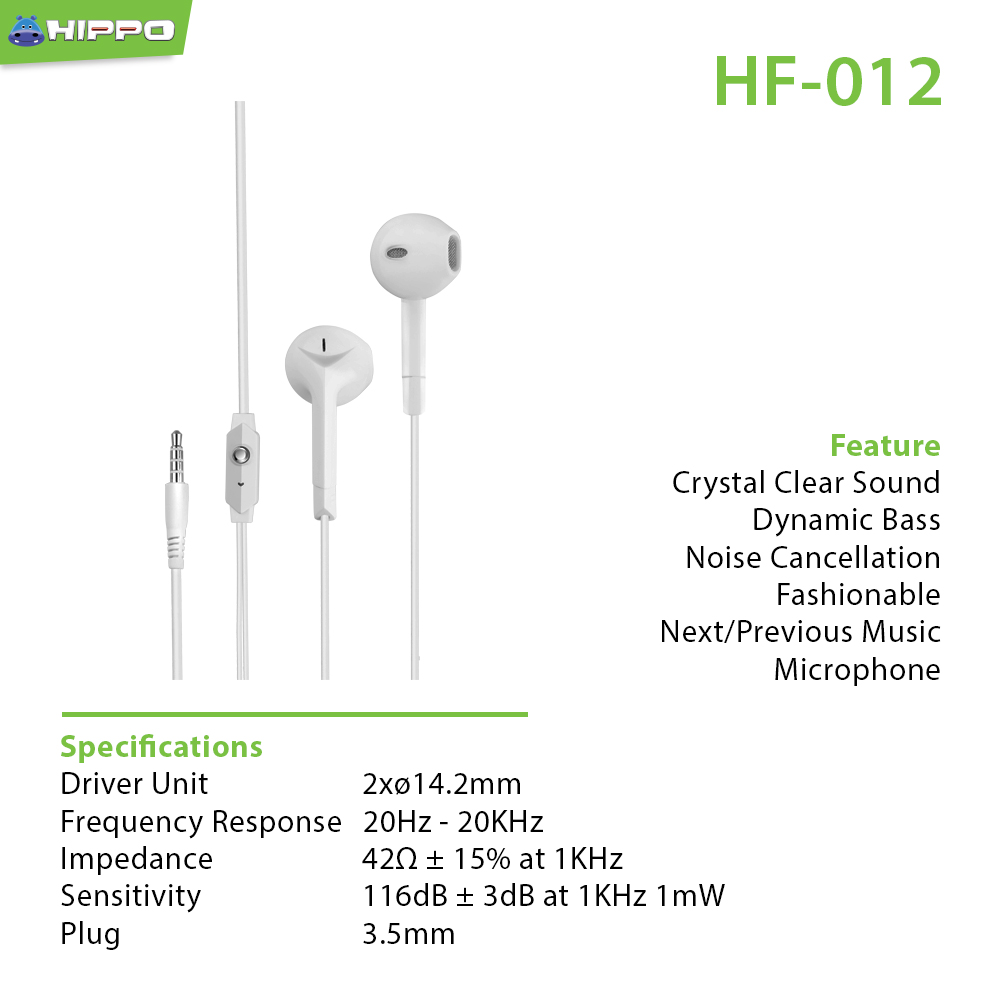 HIPPO
HF-012
Feature
Crystal Clear Sound
Dynamic Bass
Noise Cancellation
Fashionable
Next/Previous Music
Microphone
Specifications
Driver Unit 2xø14.2mm
Frequency Response 20Hz - 20KHz
Impedance 42Ω ± 15% at 1KHz
Sensitivity 116dB ± 3dB at 1KHz 1mW
Plug 3.5mm